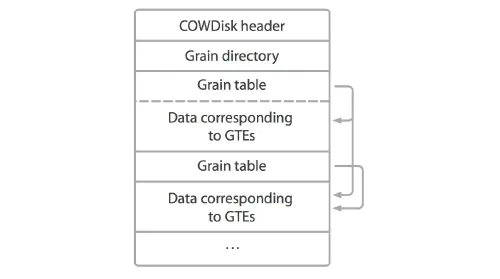 COWDisk header
Grain directory
Grain table
Data corresponding
to GTEs
Grain table
Data corresponding
to GTEs
...